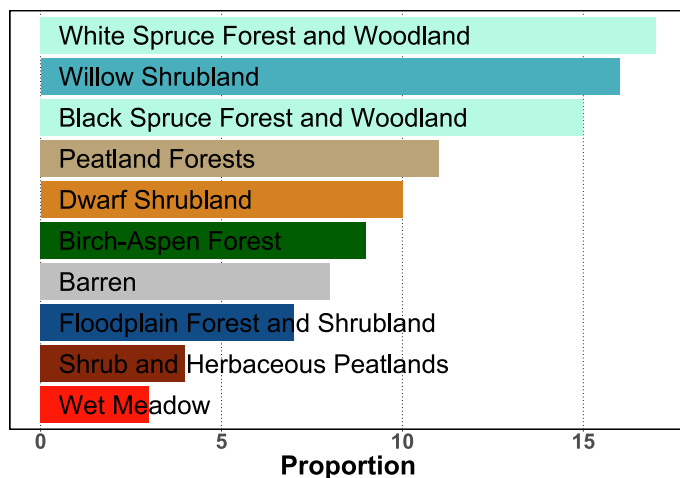 White Spruce Forest and Woodland
Willow Shrubland
Black Spruce Forest and Woodland
Peatland Forests
Dwarf Shrubland
Birch-Aspen Forest
Barren
Floodplain Forest and Shrubland
Shrub and Herbaceous Peatlands
Wet Meadow
0 5 10 15
Proportion